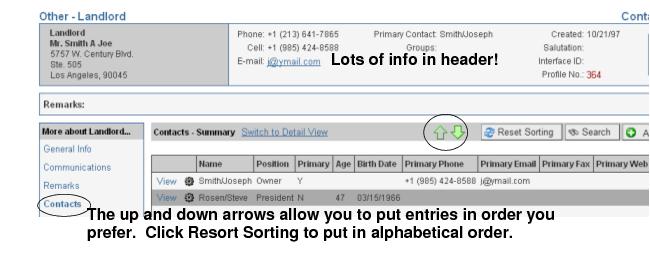 Other - Landlord
Conta
Landlord
Mr. Smith A Joe
5757 W. Century Blvd.
Ste. 505
Los Angeles, 90045
Phone: +1 (213) 641-7865
Cell: +1 (985) 424-8588
E-mail: j@ymail.com
Primary Contact: Smith/Joseph
Groups:
Lots of info in header!
Created: 10/21/97
Salutation:
Interface ID:
Profile No.: 364
Remarks:
More about Landlord...
General Info
Communications
Remarks
Contacts
Contacts - Summary Switch to Detail View
Reset Sorting Search A
Name Position Primary Age Birth Date Primary Phone Primary Email Primary Fax Primary Web
View Smith/Joseph Owner Y +1 (985) 424-8588 j@ymail.com
View Rosen/Steve President N 47 03/15/1966
The up and down arrows allow you to put entries in order you
prefer. Click Resort Sorting to put in alphabetical order.